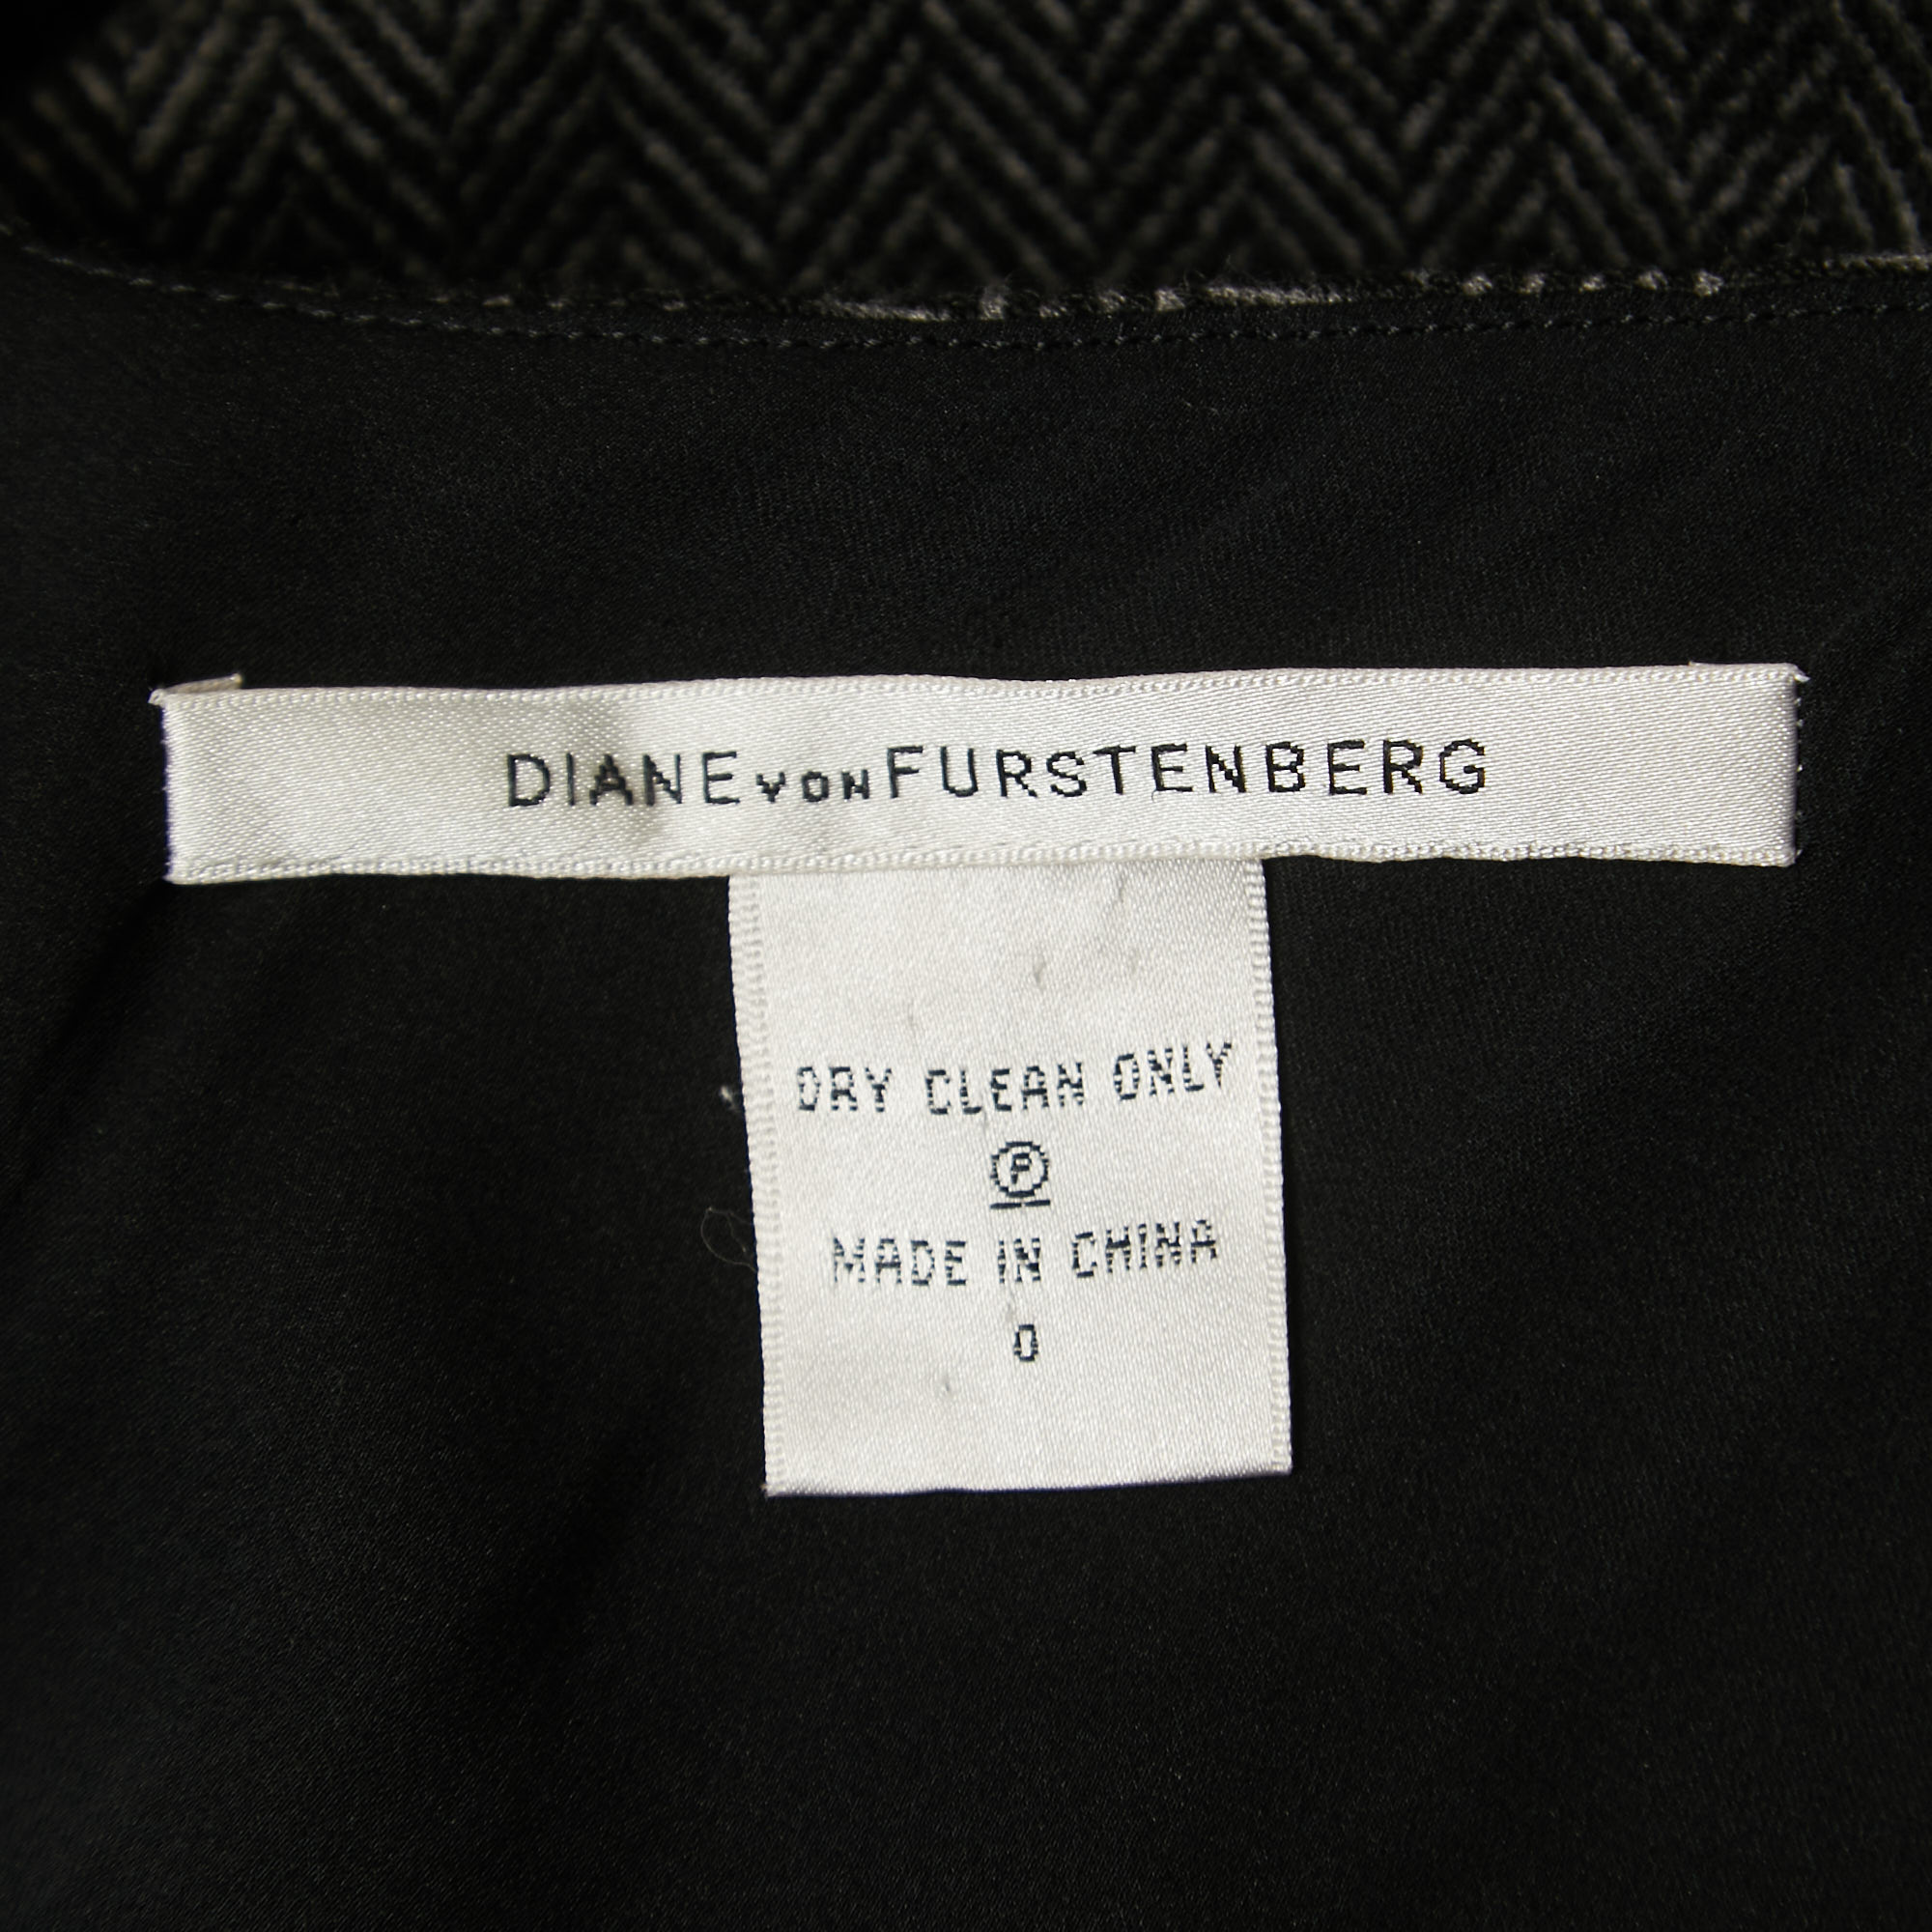 DIANE VON FURSTENBERG
DRY CLEAN ONLY
P
MADE IN CHINA
0